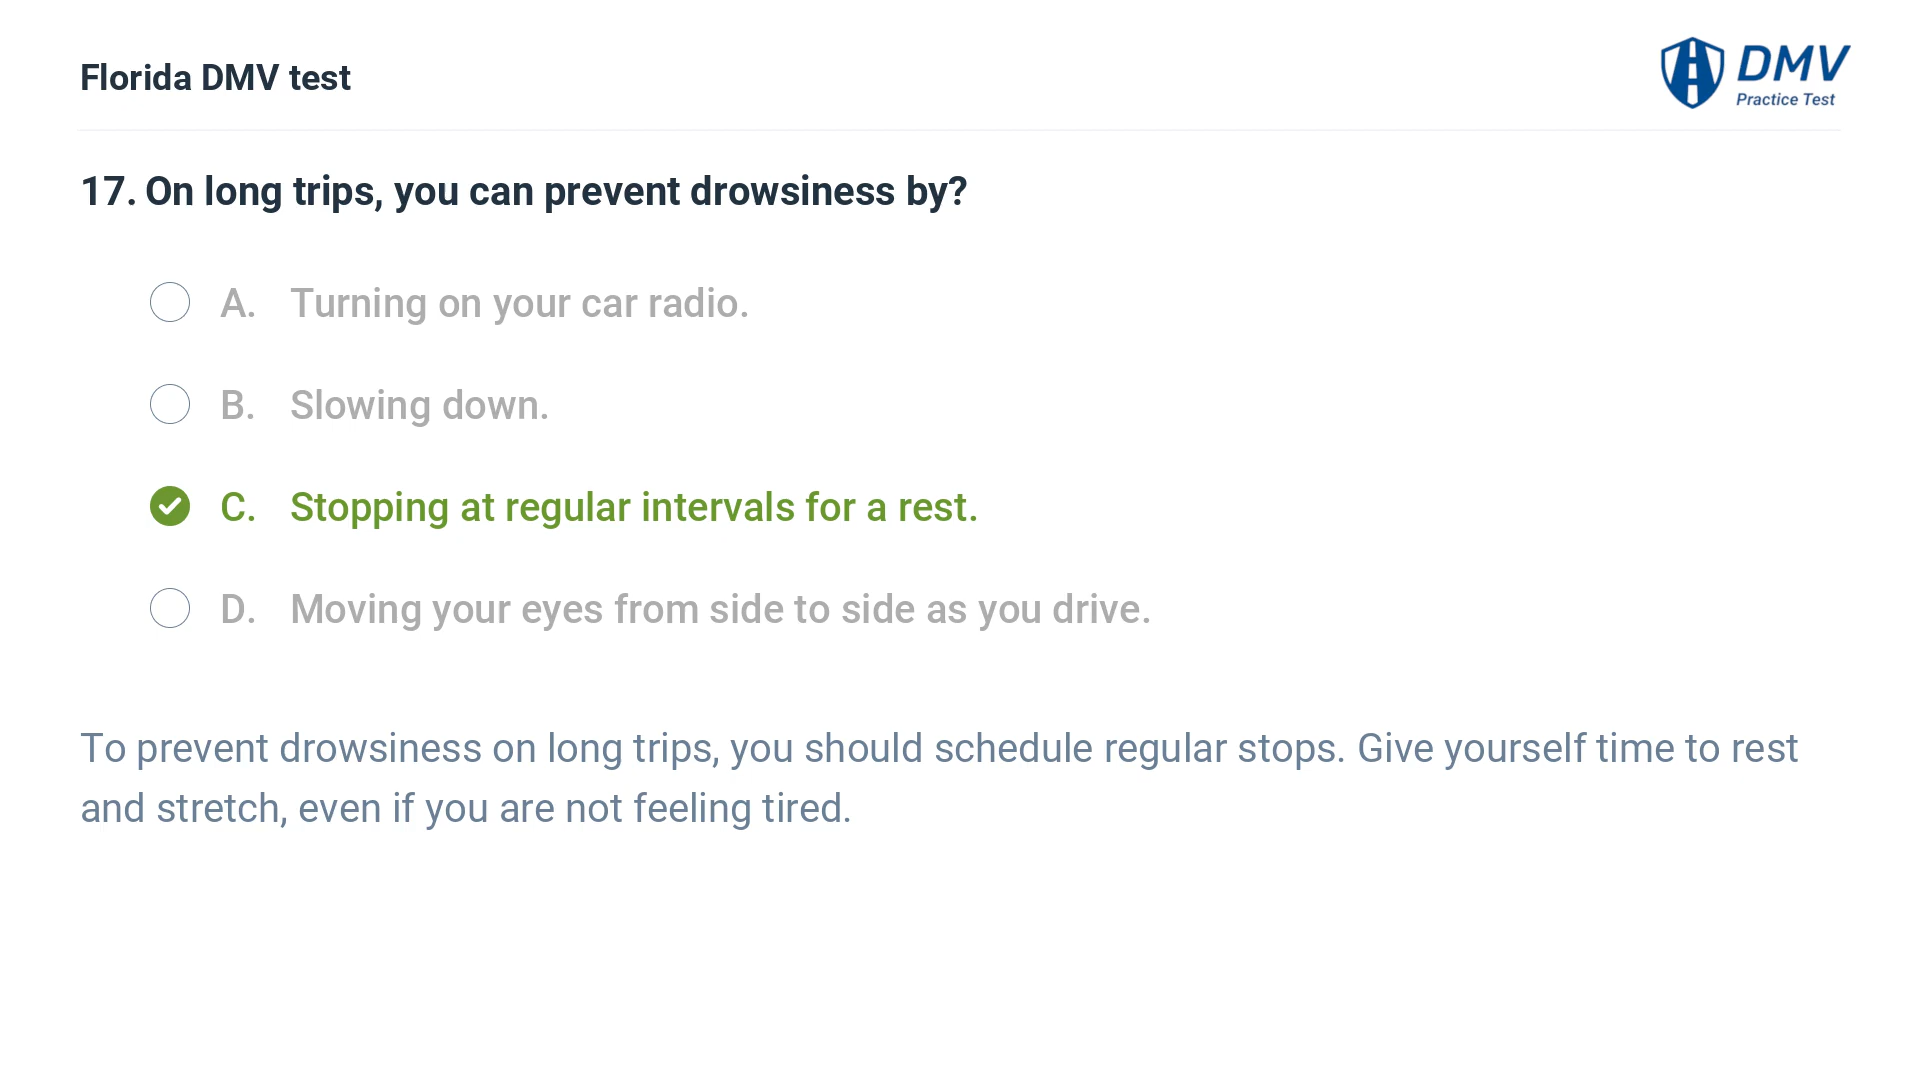 Florida DMV test
DMV
Practice Test
17. On long trips, you can prevent drowsiness by?
A. Turning on your car radio.
B. Slowing down.
C. Stopping at regular intervals for a rest.
D. Moving your eyes from side to side as you drive.
To prevent drowsiness on long trips, you should schedule regular stops. Give yourself time to rest
and stretch, even if you are not feeling tired.